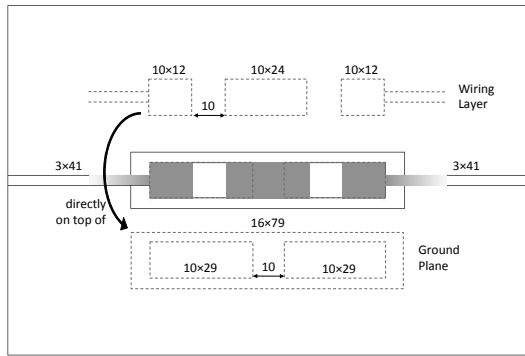 10×12
10×24
10×12
10
Wiring
Layer
3×41
3×41
directly
on top of
16×79
10×29
10
10×29
Ground
Plane